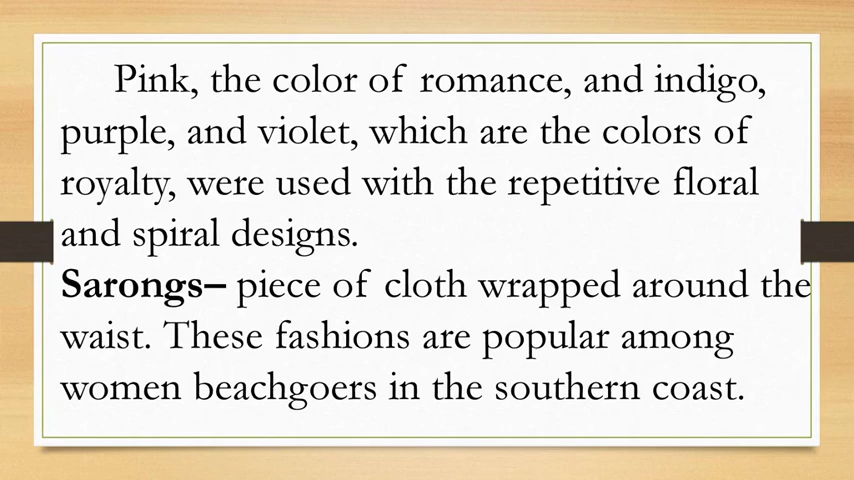 Pink, the color of romance, and indigo,
purple, and violet, which are the colors of
royalty, were used with the repetitive floral
and spiral designs.
Sarongs– piece of cloth wrapped around the
waist. These fashions are popular among
women beachgoers in the southern coast.